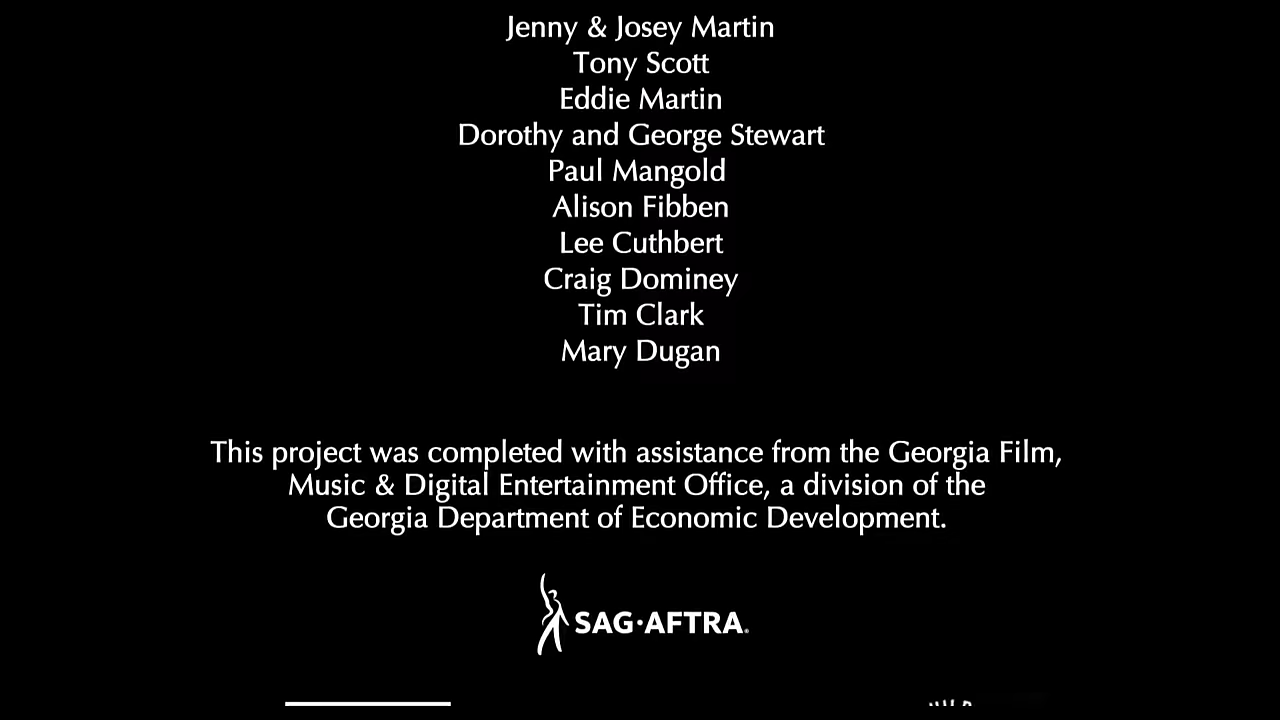 Jenny & Josey Martin
Tony Scott
Eddie Martin
Dorothy and George Stewart
Paul Mangold
Alison Fibben
Lee Cuthbert
Craig Dominey
Tim Clark
Mary Dugan
This project was completed with assistance from the Georgia Film,
Music & Digital Entertainment Office, a division of the
Georgia Department of Economic Development.
SAG·AFTRA